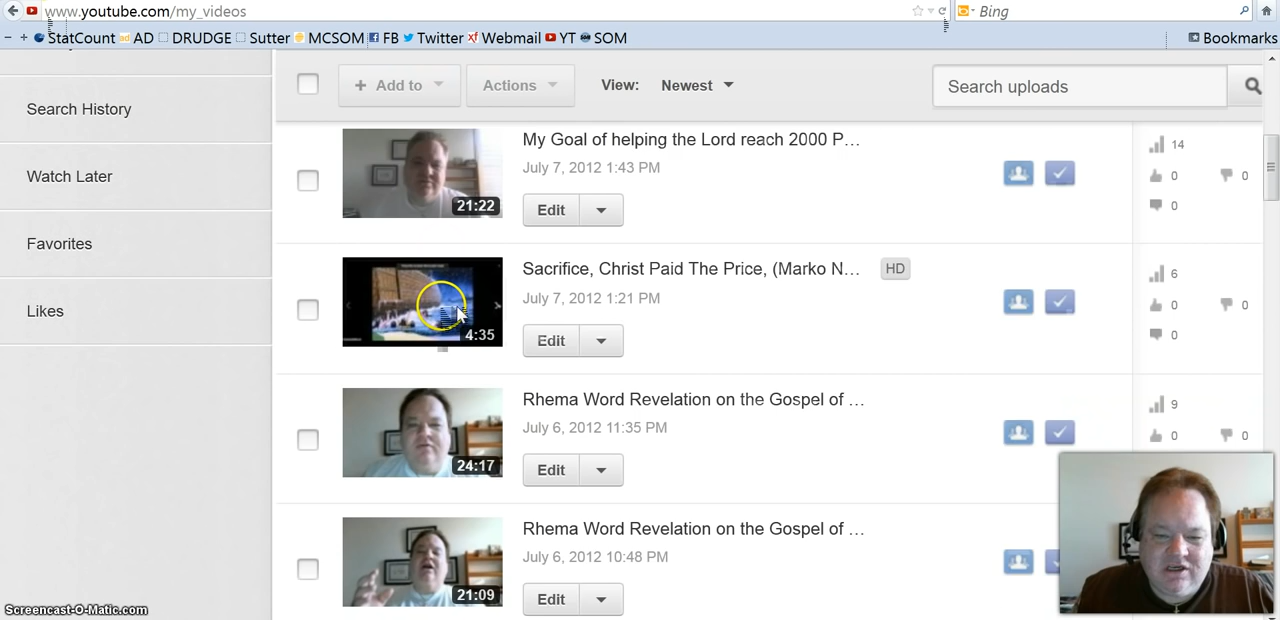 www.youtube.com/my_videos
Bing
StatCount AD DRUDGE Sutter MCSOM FB Twitter Webmail YT SOM
Bookmarks
Search History
Watch Later
Favorites
Likes
+ Add to
Actions
View:
Newest
Search uploads
21:22
My Goal of helping the Lord reach 2000 P...
July 7, 2012 1:43 PM
Edit
14
0
0
0
4:35
Sacrifice, Christ Paid The Price, (Marko N...
HD
July 7, 2012 1:21 PM
Edit
6
0
0
0
24:17
Rhema Word Revelation on the Gospel of ...
July 6, 2012 11:35 PM
Edit
9
0
0
21:09
Rhema Word Revelation on the Gospel of ...
July 6, 2012 10:48 PM
Edit
Screencast-O-Matic.com